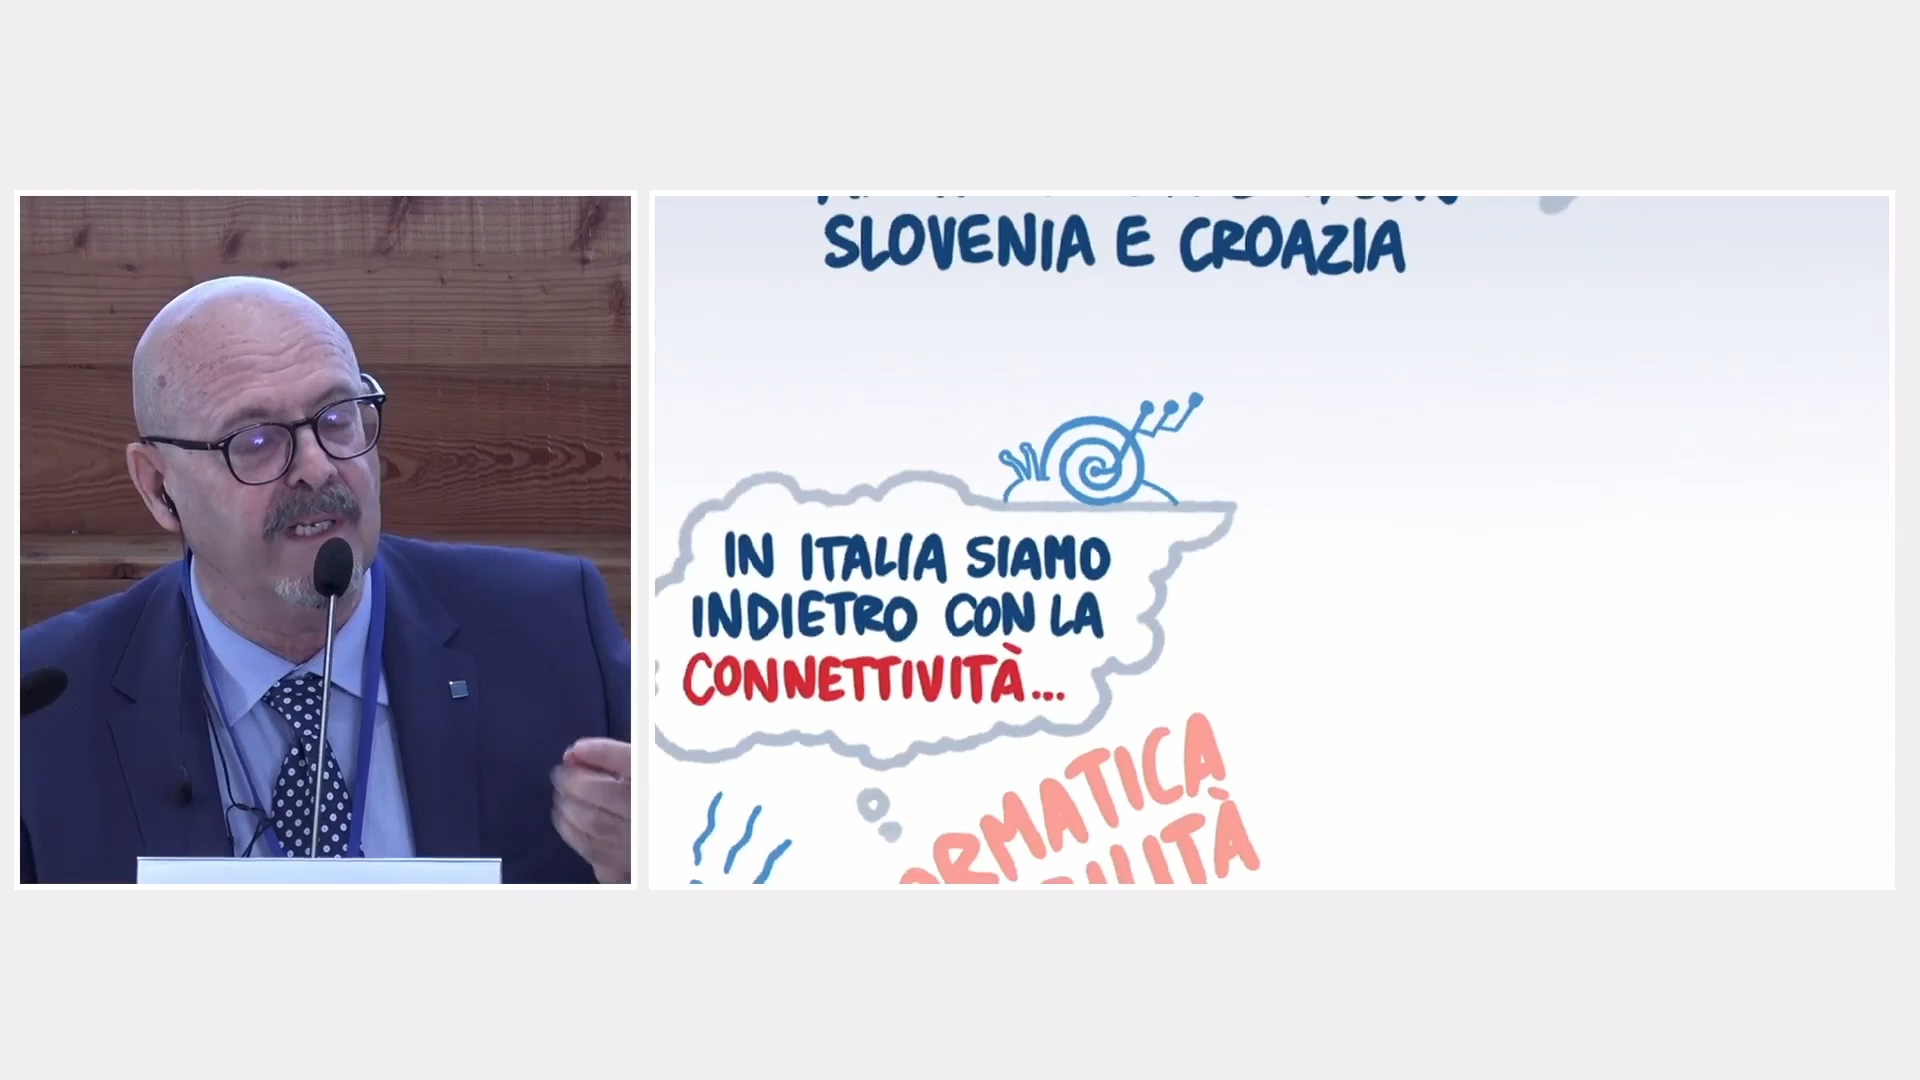 SLOVENIA E CROAZIA
IN ITALIA SIAMO
INDIETRO CON LA
CONNETTIVITÀ...